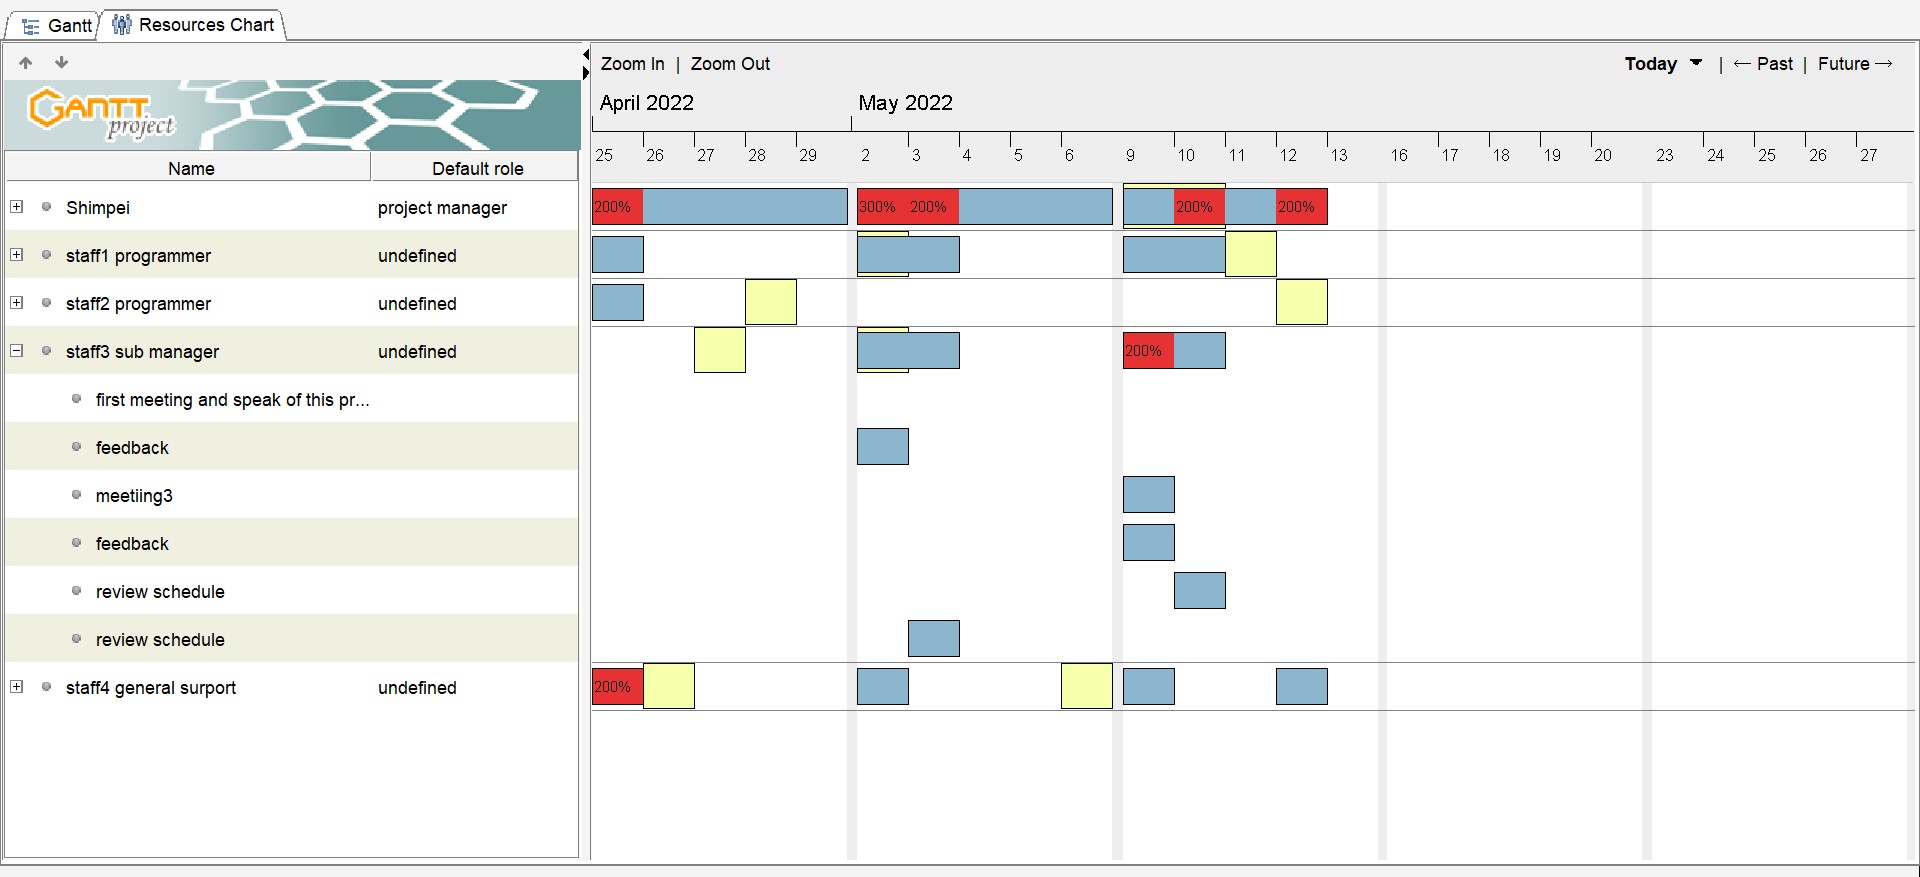 Gantt Resources Chart
Zoom In | Zoom Out Today | ← Past | Future →
GANTT project
April 2022 May 2022
25 26 27 28 29 2 3 4 5 6 9 10 11 12 13 16 17 18 19 20 23 24 25 26 27
Name Default role
Shimpei project manager 200% 300% 200% 200% 200%
staff1 programmer undefined
staff2 programmer undefined
staff3 sub manager undefined 200%
first meeting and speak of this pr...
feedback
meetiing3
feedback
review schedule
review schedule
staff4 general surport undefined 200%